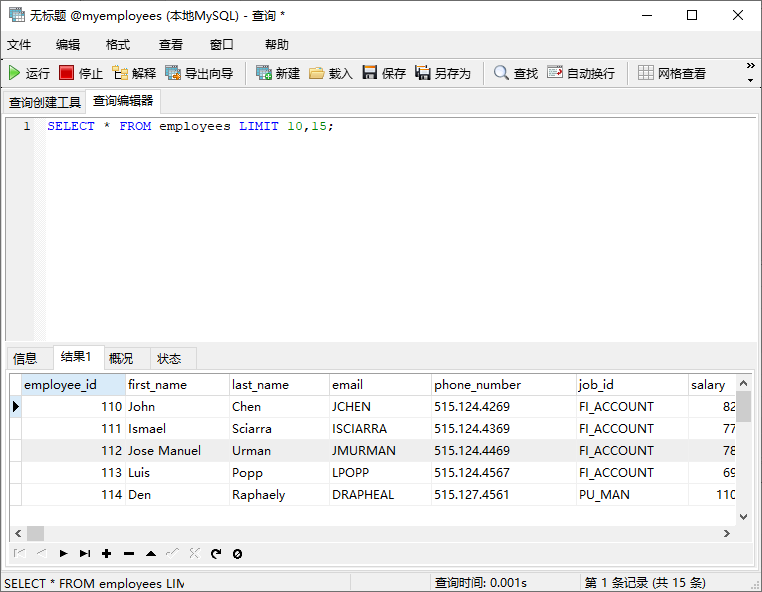 无标题 @myemployees (本地MySQL) - 查询 *
文件 编辑 格式 查看 窗口 帮助
运行 停止 解释 导出向导 新建 载入 保存 另存为 查找 自动换行 网格查看
查询创建工具 查询编辑器
1 SELECT * FROM employees LIMIT 10,15;
信息 结果1 概况 状态
employee_id first_name last_name email phone_number job_id salary
110 John Chen JCHEN 515.124.4269 FI_ACCOUNT 82
111 Ismael Sciarra ISCIARRA 515.124.4369 FI_ACCOUNT 77
112 Jose Manuel Urman JMURMAN 515.124.4469 FI_ACCOUNT 78
113 Luis Popp LPOPP 515.124.4567 FI_ACCOUNT 69
114 Den Raphaely DRAPHEAL 515.127.4561 PU_MAN 110
SELECT * FROM employees LIM 查询时间: 0.001s 第 1 条记录 (共 15 条)